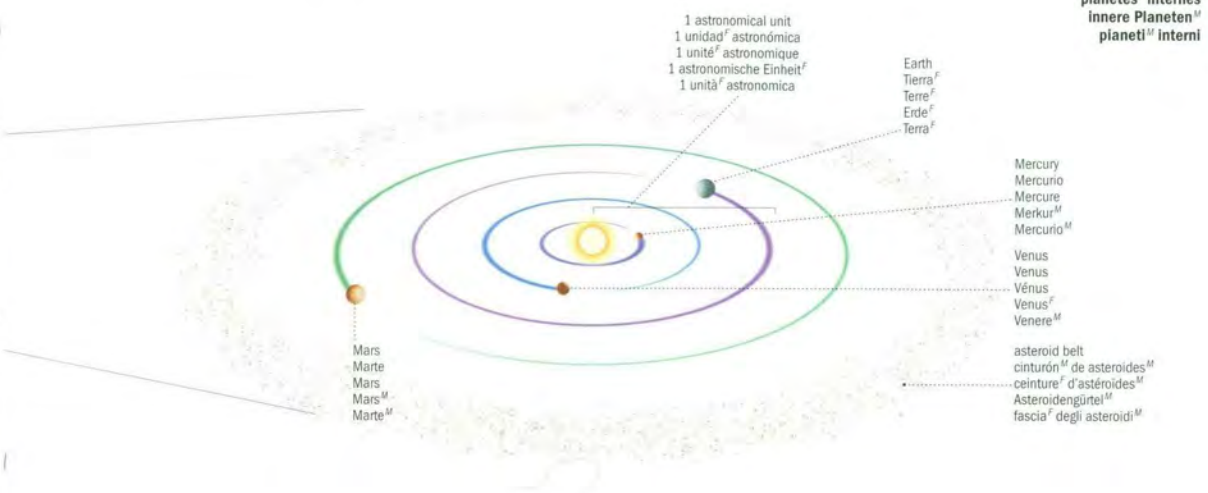 planètes internes
innere Planeten M
pianeti M interni
1 astronomical unit
1 unidad F astronómica
1 unité F astronomique
1 astronomische Einheit F
1 unità F astronomica
Earth
Tierra F
Terre F
Erde F
Terra F
Mercury
Mercurio
Mercure
Merkur M
Mercurio M
Venus
Venus
Vénus
Venus F
Venere M
Mars
Marte
Mars
Mars M
Marte M
asteroid belt
cinturón M de asteroides M
ceinture F d'astéroïdes M
Asteroidengürtel M
fascia F degli asteroidi M